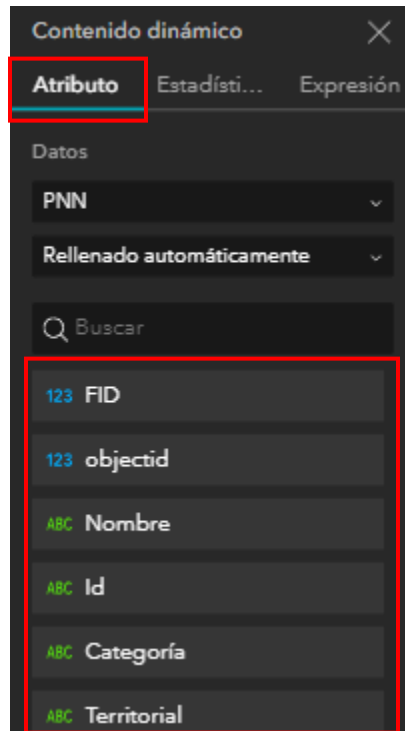 Contenido dinámico
Atributo Estadísti... Expresión
Datos
PNN
Rellenado automáticamente
Buscar
123 FID
123 objectid
ABC Nombre
ABC Id
ABC Categoría
ABC Territorial